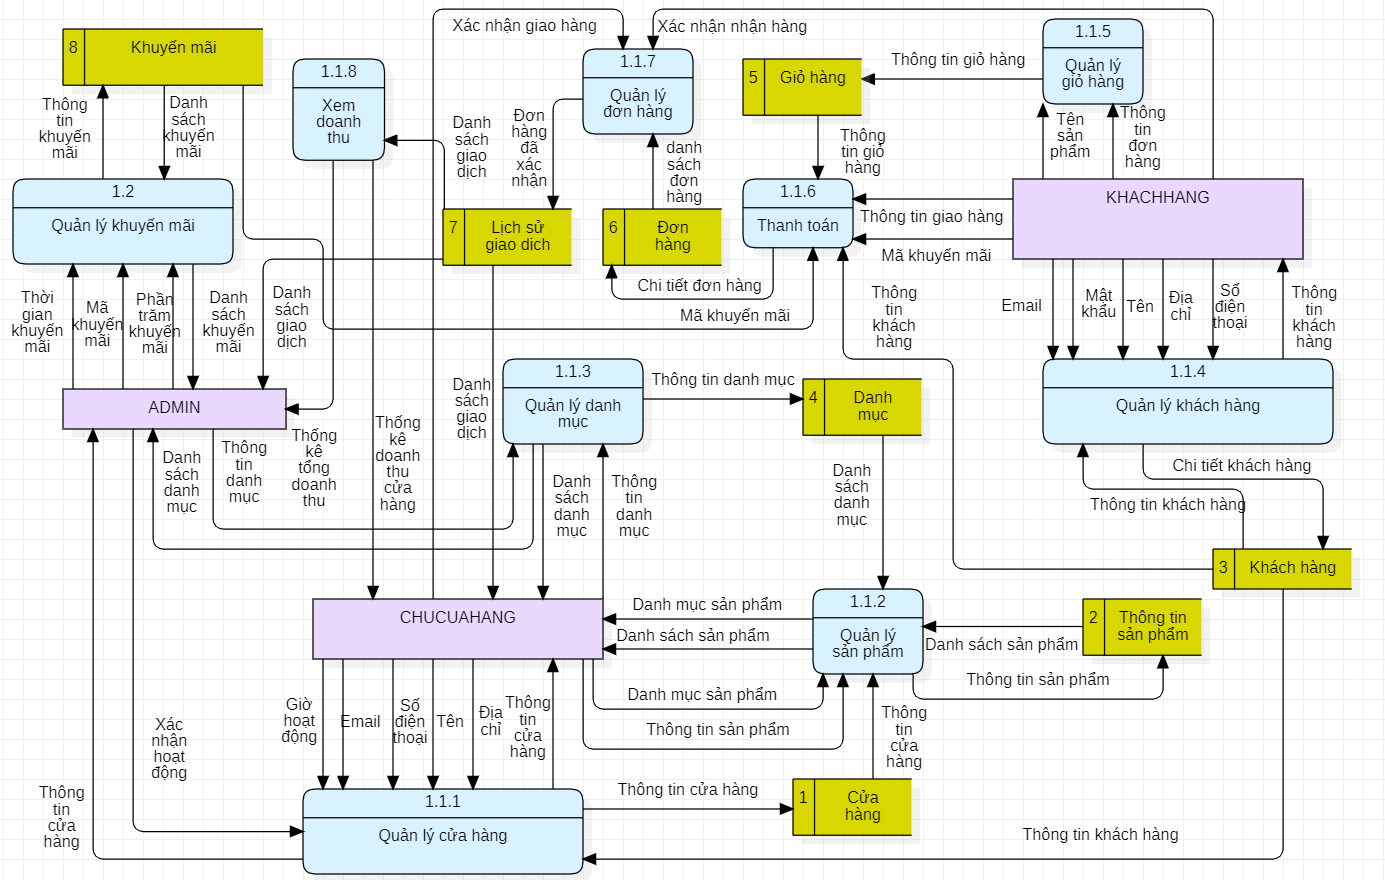 Xác nhận giao hàng
Xác nhận nhận hàng
8
Khuyến mãi
1.1.8
Xem
doanh
thu
1.1.7
Quản lý
đơn hàng
5
Giỏ hàng
Thông tin giỏ hàng
1.1.5
Quản lý
giỏ hàng
Thông
tin
khuyến
mãi
Danh
sách
khuyến
mãi
Danh
sách
giao
dịch
Đơn
hàng
đã
xác
nhận
danh
sách
đơn
hàng
Thông
tin giỏ
hàng
Tên
sản
phẩm
Thông
tin
đơn
hàng
1.2
Quản lý khuyến mãi
7
Lịch sử
giao dich
6
Đơn
hàng
1.1.6
Thanh toán
KHACHHANG
Thông tin giao hàng
Mã khuyến mãi
Chi tiết đơn hàng
Mã khuyến mãi
Thời
gian
khuyến
mãi
Mã
khuyến
mãi
Phần
trăm
khuyến
mãi
Danh
sách
khuyến
mãi
Danh
sách
giao
dịch
Thông
tin
khách
hàng
Email
Mật
khẩu
Tên
Địa
chỉ
Số
điện
thoại
Thông
tin
khách
hàng
ADMIN
1.1.3
Quản lý danh
mục
Thông tin danh mục
4
Danh
mục
1.1.4
Quản lý khách hàng
Danh
sách
giao
dịch
Danh
sách
danh
mục
Thông
tin
danh
mục
Thống
kê
tổng
doanh
thu
Thống
kê
doanh
thu
cửa
hàng
Danh
sách
danh
mục
Thông
tin
danh
mục
Danh
sách
danh
mục
Chi tiết khách hàng
Thông tin khách hàng
3
Khách hàng
CHUCUAHANG
Danh mục sản phẩm
Danh sách sản phẩm
1.1.2
Quản lý
sản phẩm
2
Thông tin
sản phẩm
Danh sách sản phẩm
Thông tin sản phẩm
Danh mục sản phẩm
Thông tin sản phẩm
Xác
nhận
hoạt
động
Giờ
hoạt
động
Email
Số
điện
thoại
Tên
Địa
chỉ
Thông
tin
cửa
hàng
Thông
tin
cửa
hàng
Thông
tin
cửa
hàng
1.1.1
Quản lý cửa hàng
Thông tin cửa hàng
1
Cửa
hàng
Thông tin khách hàng